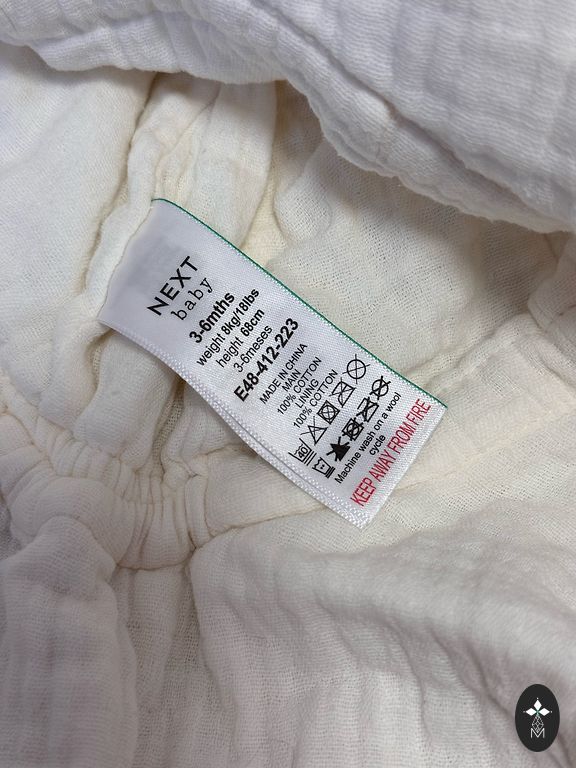 NEXT
baby
3-6mths
weight 8kg/18lbs
height 68cm
3-6meses
E48-412-223
MADE IN CHINA
MAIN
100% COTTON
LINING
100% COTTON
40
Machine wash on a wool
cycle
KEEP AWAY FROM FIRE
M